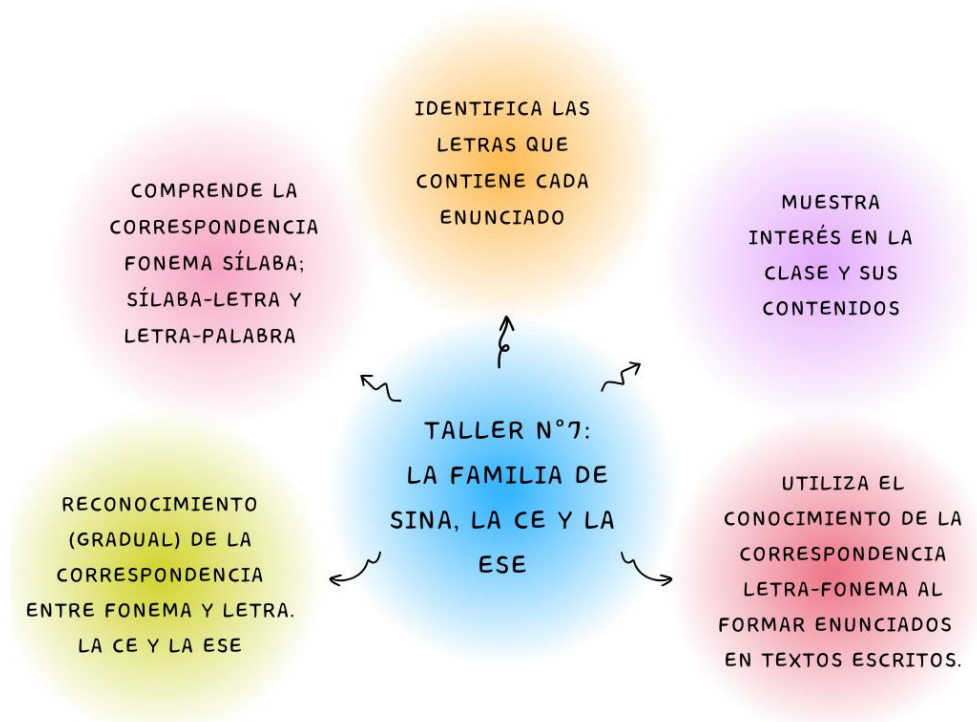 IDENTIFICA LAS
LETRAS QUE
CONTIENE CADA
ENUNCIADO
COMPRENDE LA
CORRESPONDENCIA
FONEMA SÍLABA;
SÍLABA-LETRA Y
LETRA-PALABRA
MUESTRA
INTERÉS EN LA
CLASE Y SUS
CONTENIDOS
TALLER N°7:
LA FAMILIA DE
SINA, LA CE Y LA
ESE
RECONOCIMIENTO
(GRADUAL) DE LA
CORRESPONDENCIA
ENTRE FONEMA Y LETRA.
LA CE Y LA ESE
UTILIZA EL
CONOCIMIENTO DE LA
CORRESPONDENCIA
LETRA-FONEMA AL
FORMAR ENUNCIADOS
EN TEXTOS ESCRITOS.